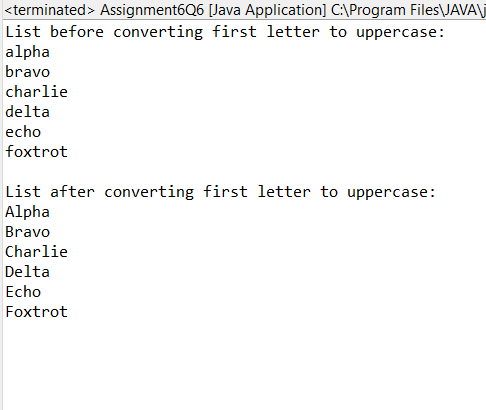 <terminated> Assignment6Q6 [Java Application] C:\Program Files\JAVA\j
List before converting first letter to uppercase:
alpha
bravo
charlie
delta
echo
foxtrot
List after converting first letter to uppercase:
Alpha
Bravo
Charlie
Delta
Echo
Foxtrot